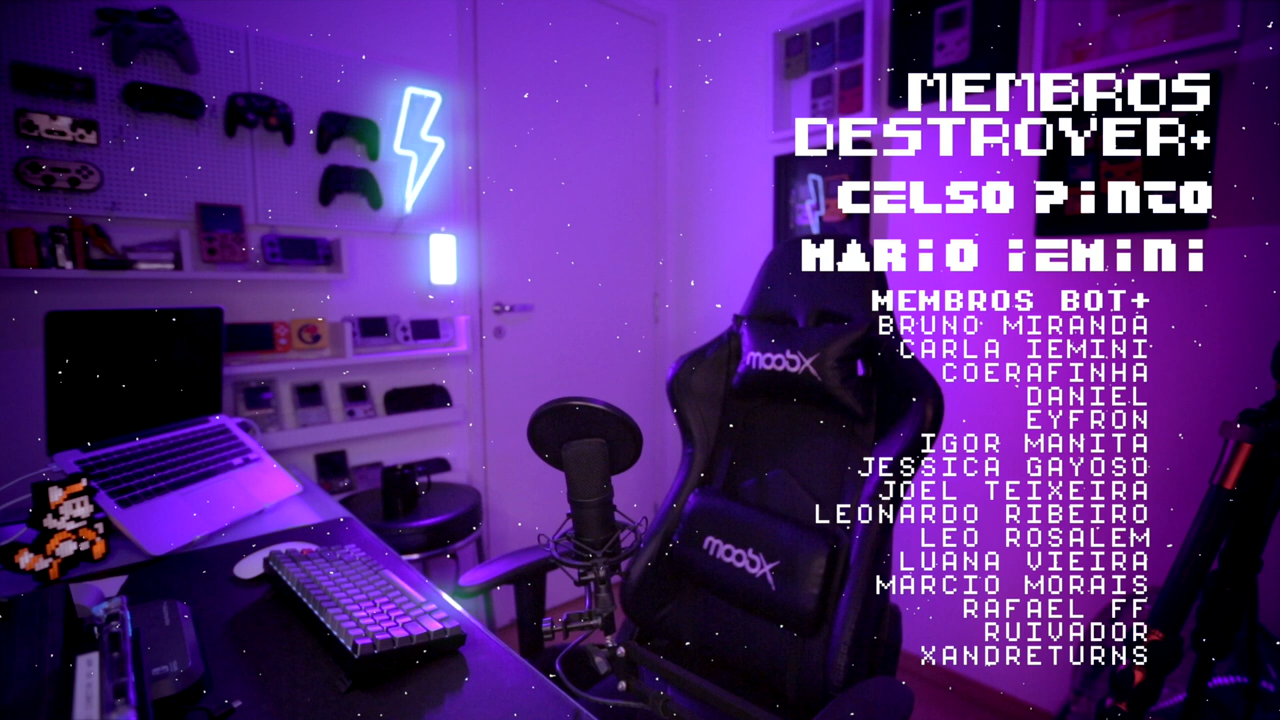 MEMBROS
DESTROYER+
CELSO PINTO
MARIO IEMINI
MEMBROS BOT+
BRUNO MIRANDA
CARLA IEMINI
COERAFINHA
DANIEL
EYFRON
IGOR MANITA
JESSICA GAYOSO
JOEL TEIXEIRA
LEONARDO RIBEIRO
LEO ROSALEM
LUANA VIEIRA
MARCIO MORAIS
RAFAEL FF
RUIVADOR
XANDRETURNS
moobX
moobX